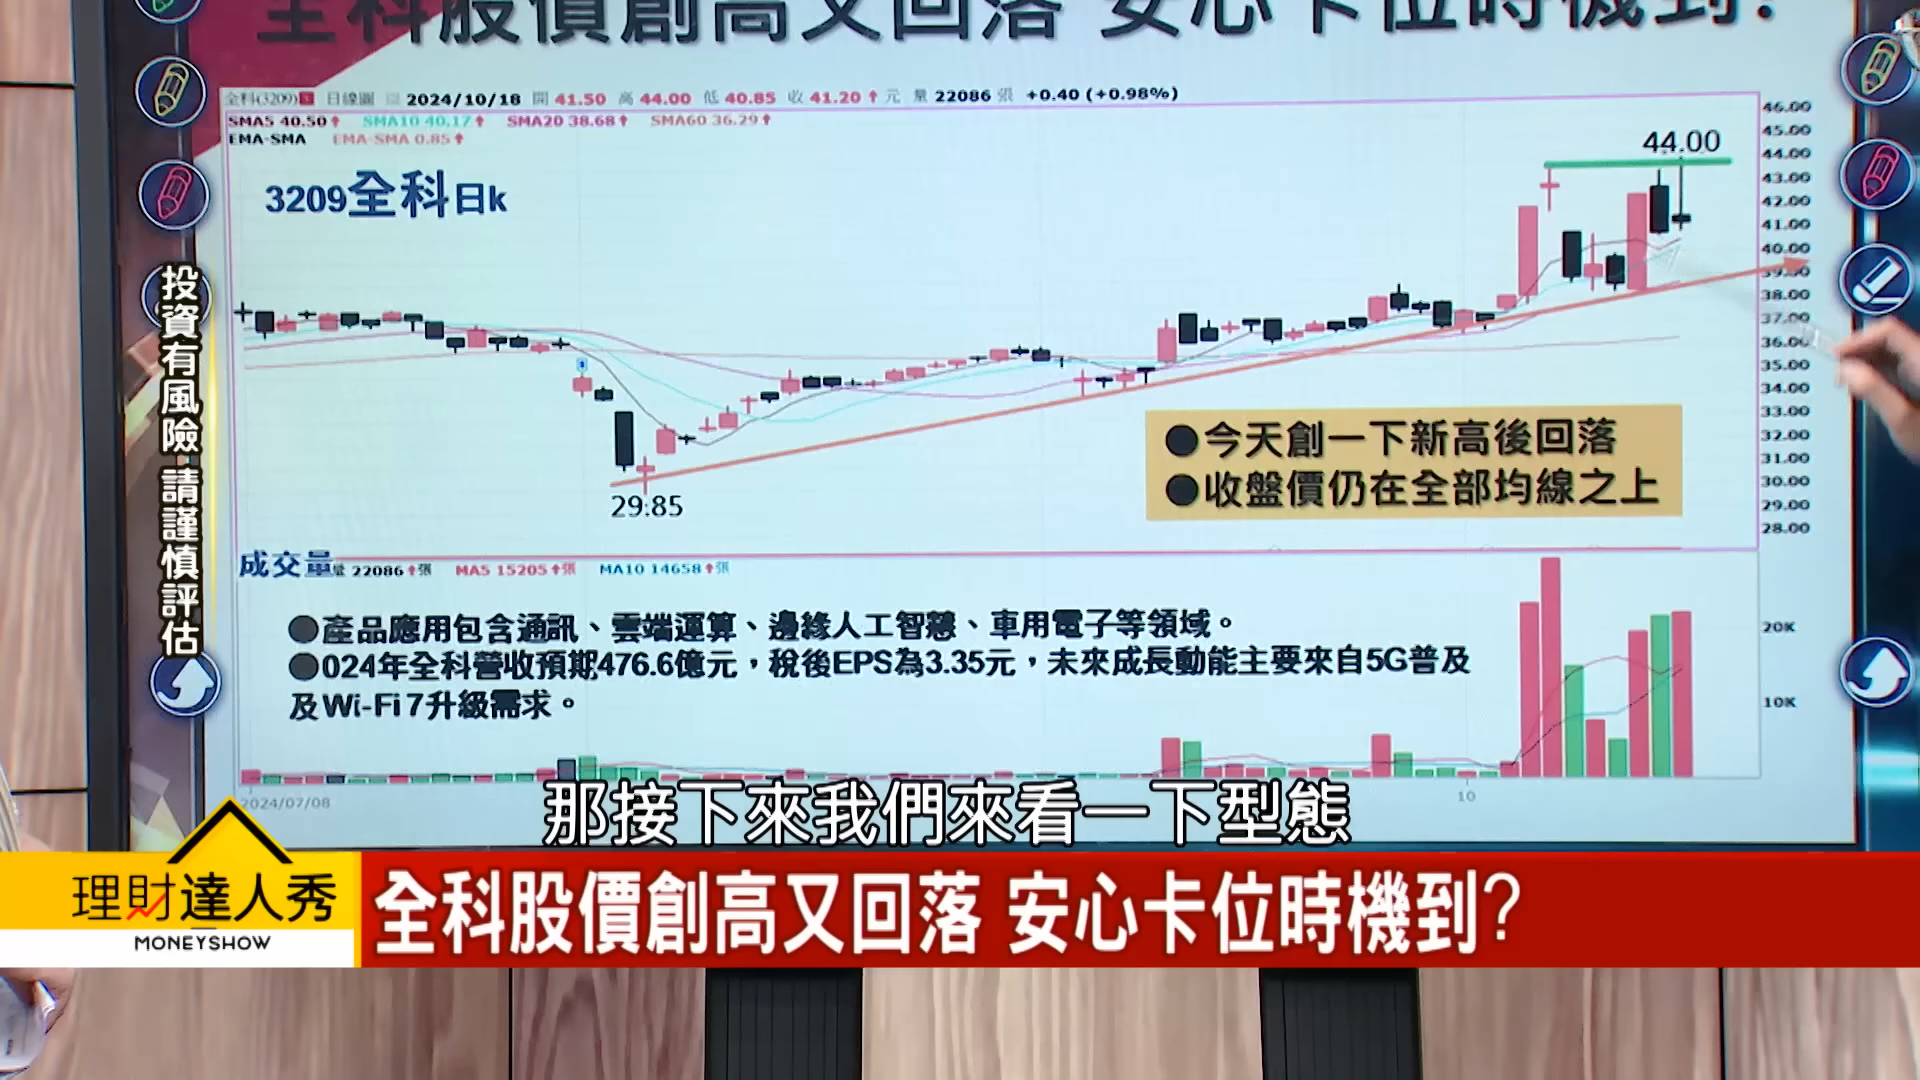 全科股價創高又回落 安心卡位時機到?
全科(3209) 日線圖 2024/10/18 開 41.50 高 44.00 低 40.85 收 41.20↑元 量 22086 張 +0.40 (+0.98%)
SMA5 40.50↑ SMA10 40.17↑ SMA20 38.68↑ SMA60 36.29↑
EMA-SMA EMA-SMA 0.85↑
3209全科日k
44.00
29.85
46.00
45.00
44.00
43.00
42.00
41.00
40.00
39.00
38.00
37.00
36.00
35.00
34.00
33.00
32.00
31.00
30.00
29.00
28.00
●今天創一下新高後回落
●收盤價仍在全部均線之上
成交量 22086↑張 MA5 15205↑張 MA10 14658↑張
●產品應用包含通訊、雲端運算、邊緣人工智慧、車用電子等領域。
●024年全科營收預期476.6億元，稅後EPS為3.35元，未來成長動能主要來自5G普及
及Wi-Fi 7升級需求。
20K
10K
2024/07/08
10
投資有風險 請謹慎評估
那接下來我們來看一下型態
理財達人秀
MONEYSHOW
全科股價創高又回落 安心卡位時機到?